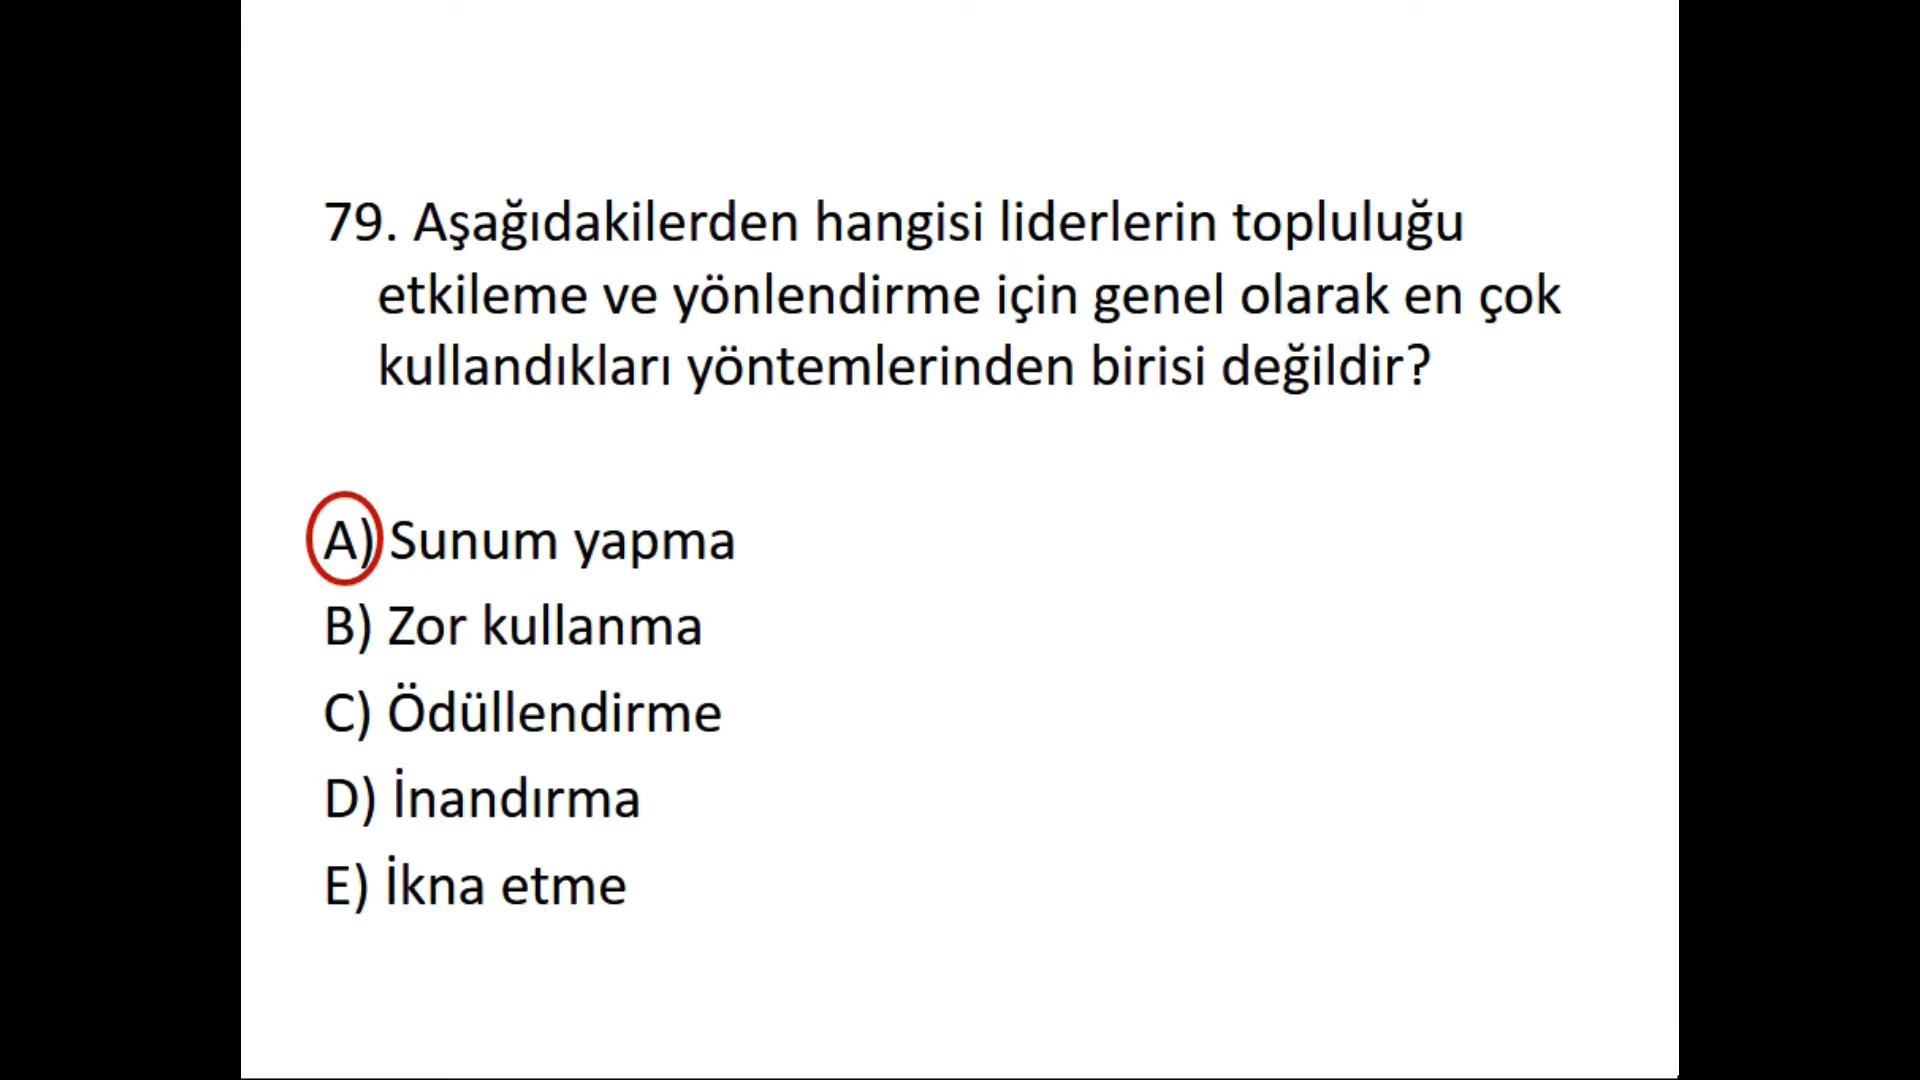 79. Aşağıdakilerden hangisi liderlerin topluluğu
etkileme ve yönlendirme için genel olarak en çok
kullandıkları yöntemlerinden birisi değildir?
A) Sunum yapma
B) Zor kullanma
C) Ödüllendirme
D) İnandırma
E) İkna etme